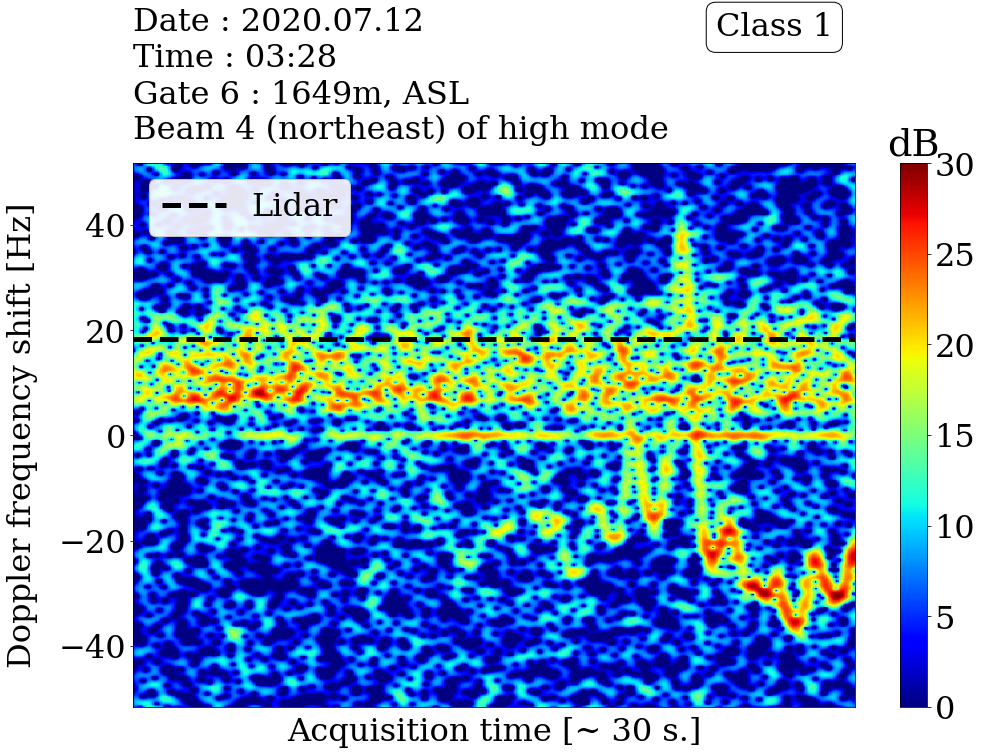 Date : 2020.07.12
Time : 03:28
Gate 6 : 1649m, ASL
Beam 4 (northeast) of high mode
Class 1
dB
Lidar
Doppler frequency shift [Hz]
40
20
0
−20
−40
30
25
20
15
10
5
0
Acquisition time [~ 30 s.]